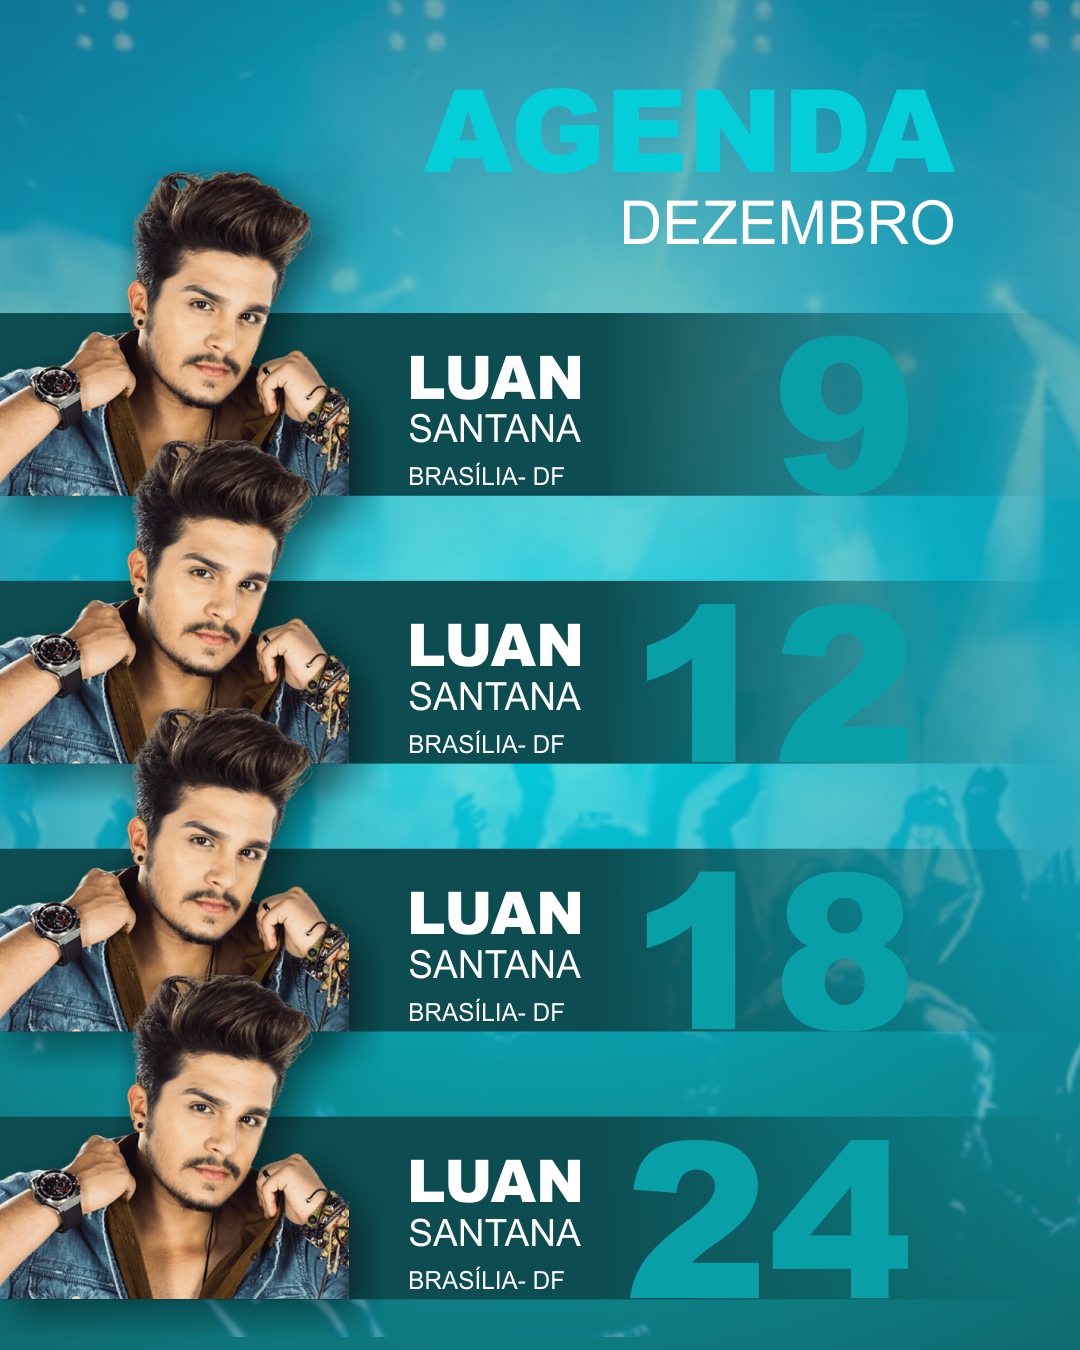 AGENDA
DEZEMBRO
LUAN
SANTANA
BRASÍLIA- DF
9
LUAN
SANTANA
BRASÍLIA- DF
12
LUAN
SANTANA
BRASÍLIA- DF
18
LUAN
SANTANA
BRASÍLIA- DF
24